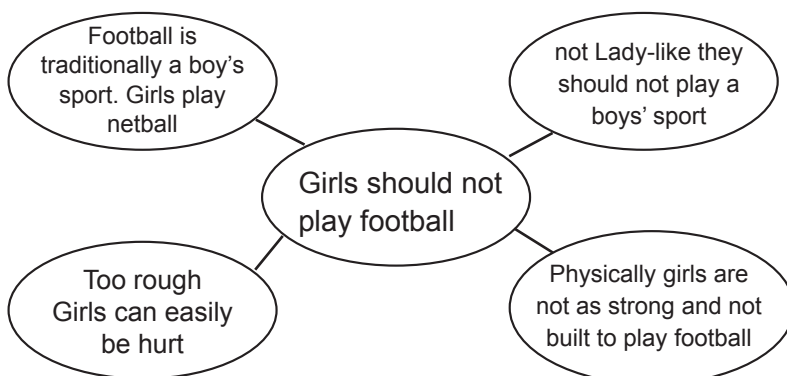 Football is
traditionally a boy’s
sport. Girls play
netball
not Lady-like they
should not play a
boys’ sport
Girls should not
play football
Too rough
Girls can easily
be hurt
Physically girls are
not as strong and not
built to play football